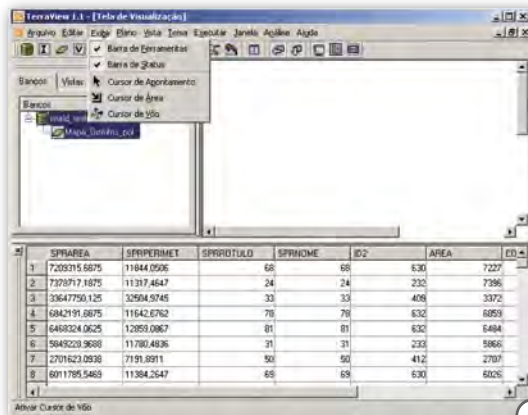 TerraView 3.1 - [Tela de Visualização]
Arquivo Editar Exibir Plano Vista Tema Executar Janela Análise Ajuda
Barra de Ferramentas
Barra de Status
Cursor de Apontamento
Cursor de Área
Cursor de Vôo
Bancos Vistas
Bancos
SPRAREA SPRPERIMET SPRROTULO SPRNOME ID2 AREA
1 7209315,6875 11844,0506 68 68 630 7227
2 7378717,1875 11317,4647 24 24 232 7396
3 33647750,125 32504,9745 33 33 409 3372
4 6842191,6875 11642,6762 78 78 632 6859
5 6468324,0625 12859,0867 81 81 632 6484
6 5849228,9688 11780,4836 31 31 233 5866
7 2701623,0938 7191,8911 50 50 412 2707
8 6011785,5469 11384,2647 69 69 630 6026
Ativar Cursor de Vôo